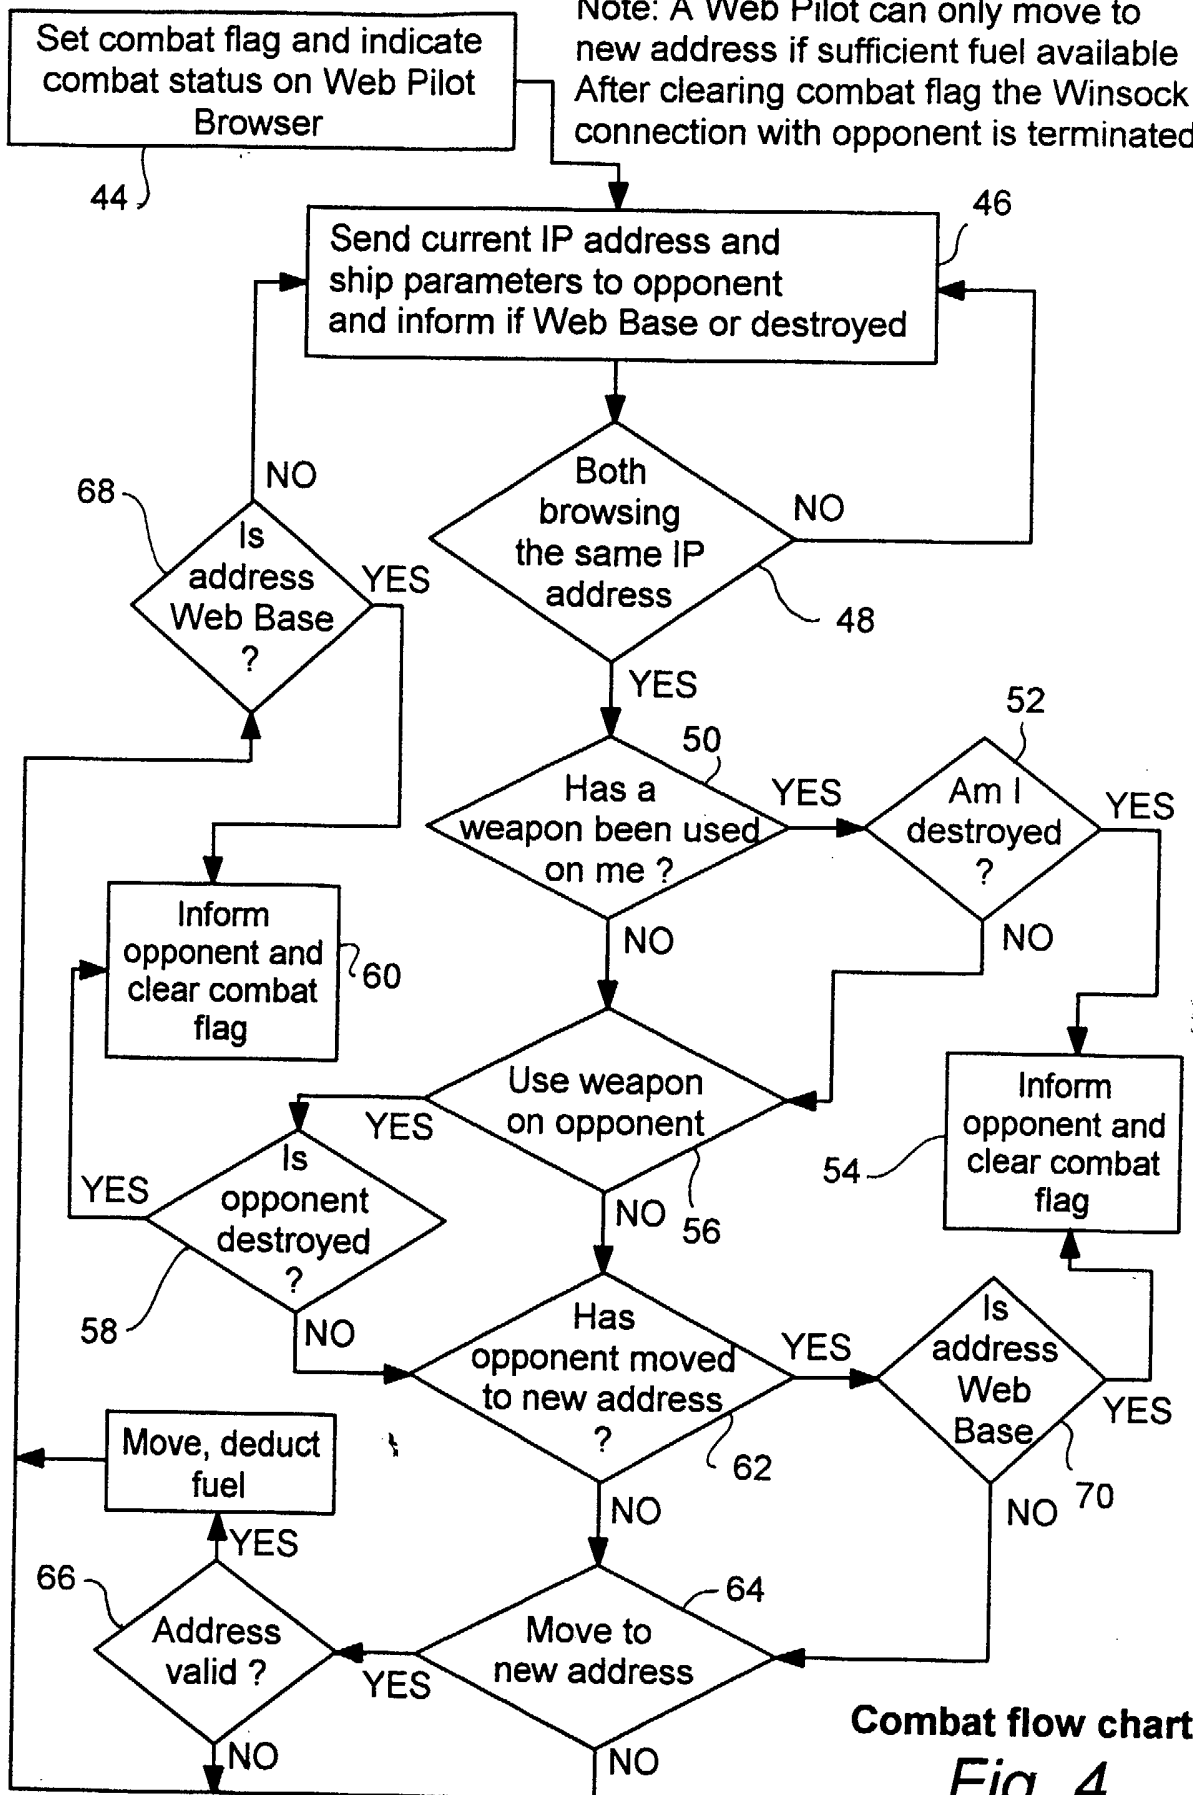 Note: A Web Pilot can only move to
new address if sufficient fuel available
After clearing combat flag the Winsock
connection with opponent is terminated
Set combat flag and indicate
combat status on Web Pilot
Browser
44
46
Send current IP address and
ship parameters to opponent
and inform if Web Base or destroyed
NO
68
Is
address
Web Base
?
YES
Both
browsing
the same IP
address
NO
48
YES
50
52
Has a
weapon been used
on me ?
YES
Am I
destroyed
?
YES
NO
NO
Inform
opponent and
clear combat
flag
60
Use weapon
on opponent
YES
56
NO
Inform
opponent and
clear combat
flag
54
YES
Is
opponent
destroyed
?
58
NO
Has
opponent moved
to new address
?
62
YES
Is
address
Web
Base
YES
70
NO
NO
Move, deduct
fuel
YES
66
Address
valid ?
NO
YES
64
Move to
new address
NO
Combat flow chart
Fig. 4